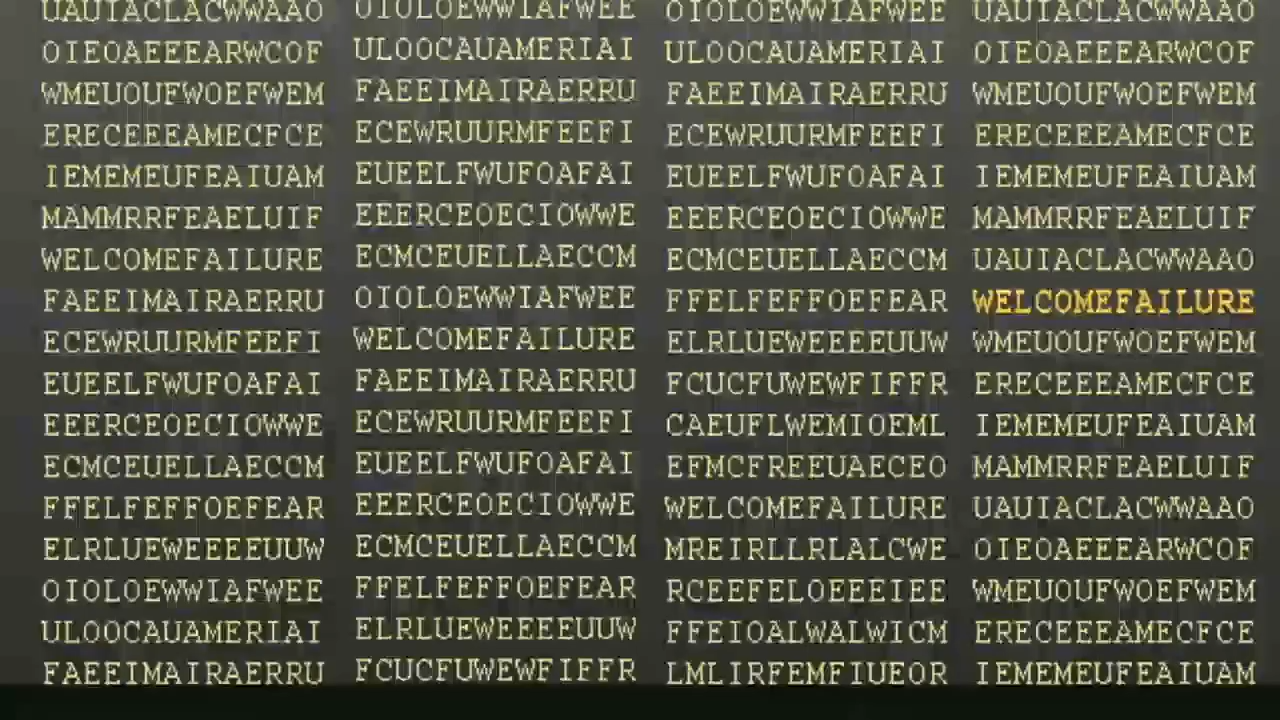 UAUIACLACWWAAO OIOLOEWWIAFWEE OIOLOEWWIAFWEE UAUIACLACWWAAO
OIEOAEEEARWCOF ULOOCAUAMERIAI ULOOCAUAMERIAI OIEOAEEEARWCOF
WMEUOUFWOEFWEM FAEEIMAIRAERRU FAEEIMAIRAERRU WMEUOUFWOEFWEM
ERECEEEAMECFCE ECEWRUURMFEEFI ECEWRUURMFEEFI ERECEEEAMECFCE
IEMEMEUFEAIUAM EUEELFWUFOAFAI EUEELFWUFOAFAI IEMEMEUFEAIUAM
MAMMRRFEAELUIF EEERCEOECIOWWE EEERCEOECIOWWE MAMMRRFEAELUIF
WELCOMEFAILURE ECMCEUELLAECCM ECMCEUELLAECCM UAUIACLACWWAAO
FAEEIMAIRAERRU OIOLOEWWIAFWEE FFELFEFFOEFEAR WELCOMEFAILURE
ECEWRUURMFEEFI WELCOMEFAILURE ELRLUEWEEEEUUW WMEUOUFWOEFWEM
EUEELFWUFOAFAI FAEEIMAIRAERRU FCUCFUWEWFIFFR ERECEEEAMECFCE
EEERCEOECIOWWE ECEWRUURMFEEFI CAEUFLWEMIOEML IEMEMEUFEAIUAM
ECMCEUELLAECCM EUEELFWUFOAFAI EFMCFREEUAECEO MAMMRRFEAELUIF
FFELFEFFOEFEAR EEERCEOECIOWWE WELCOMEFAILURE UAUIACLACWWAAO
ELRLUEWEEEEUUW ECMCEUELLAECCM MREIRLLRLALCWE OIEOAEEEARWCOF
OIOLOEWWIAFWEE FFELFEFFOEFEAR RCEEFELOEEEIEE WMEUOUFWOEFWEM
ULOOCAUAMERIAI ELRLUEWEEEEUUW FFEIOALWALWICM ERECEEEAMECFCE
FAEEIMAIRAERRU FCUCFUWEWFIFFR LMLIRFEMFIUEOR IEMEMEUFEAIUAM